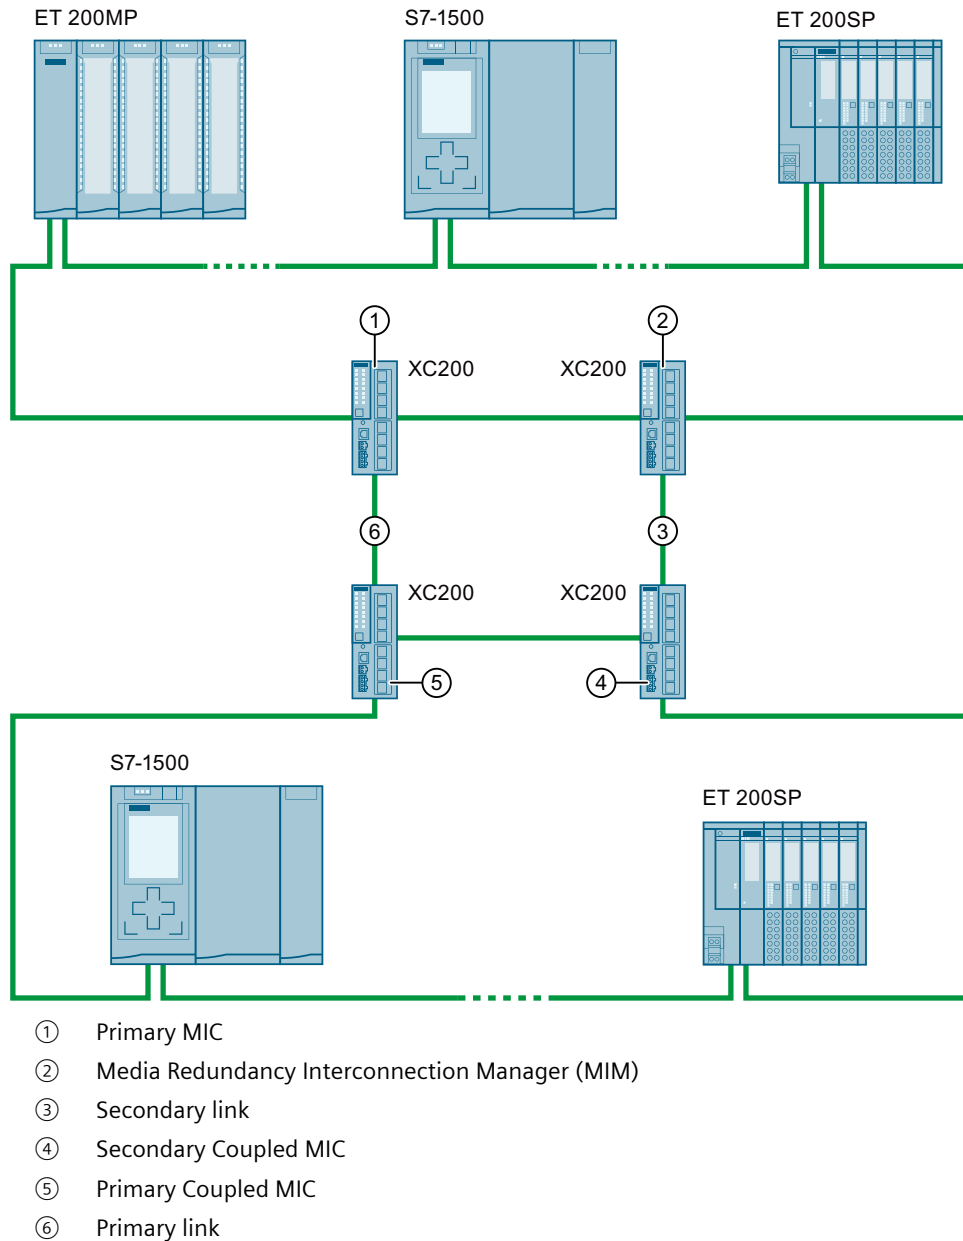 ET 200MP
S7-1500
ET 200SP
1
2
XC200
XC200
6
3
XC200
XC200
5
4
S7-1500
ET 200SP
① Primary MIC
② Media Redundancy Interconnection Manager (MIM)
③ Secondary link
④ Secondary Coupled MIC
⑤ Primary Coupled MIC
⑥ Primary link